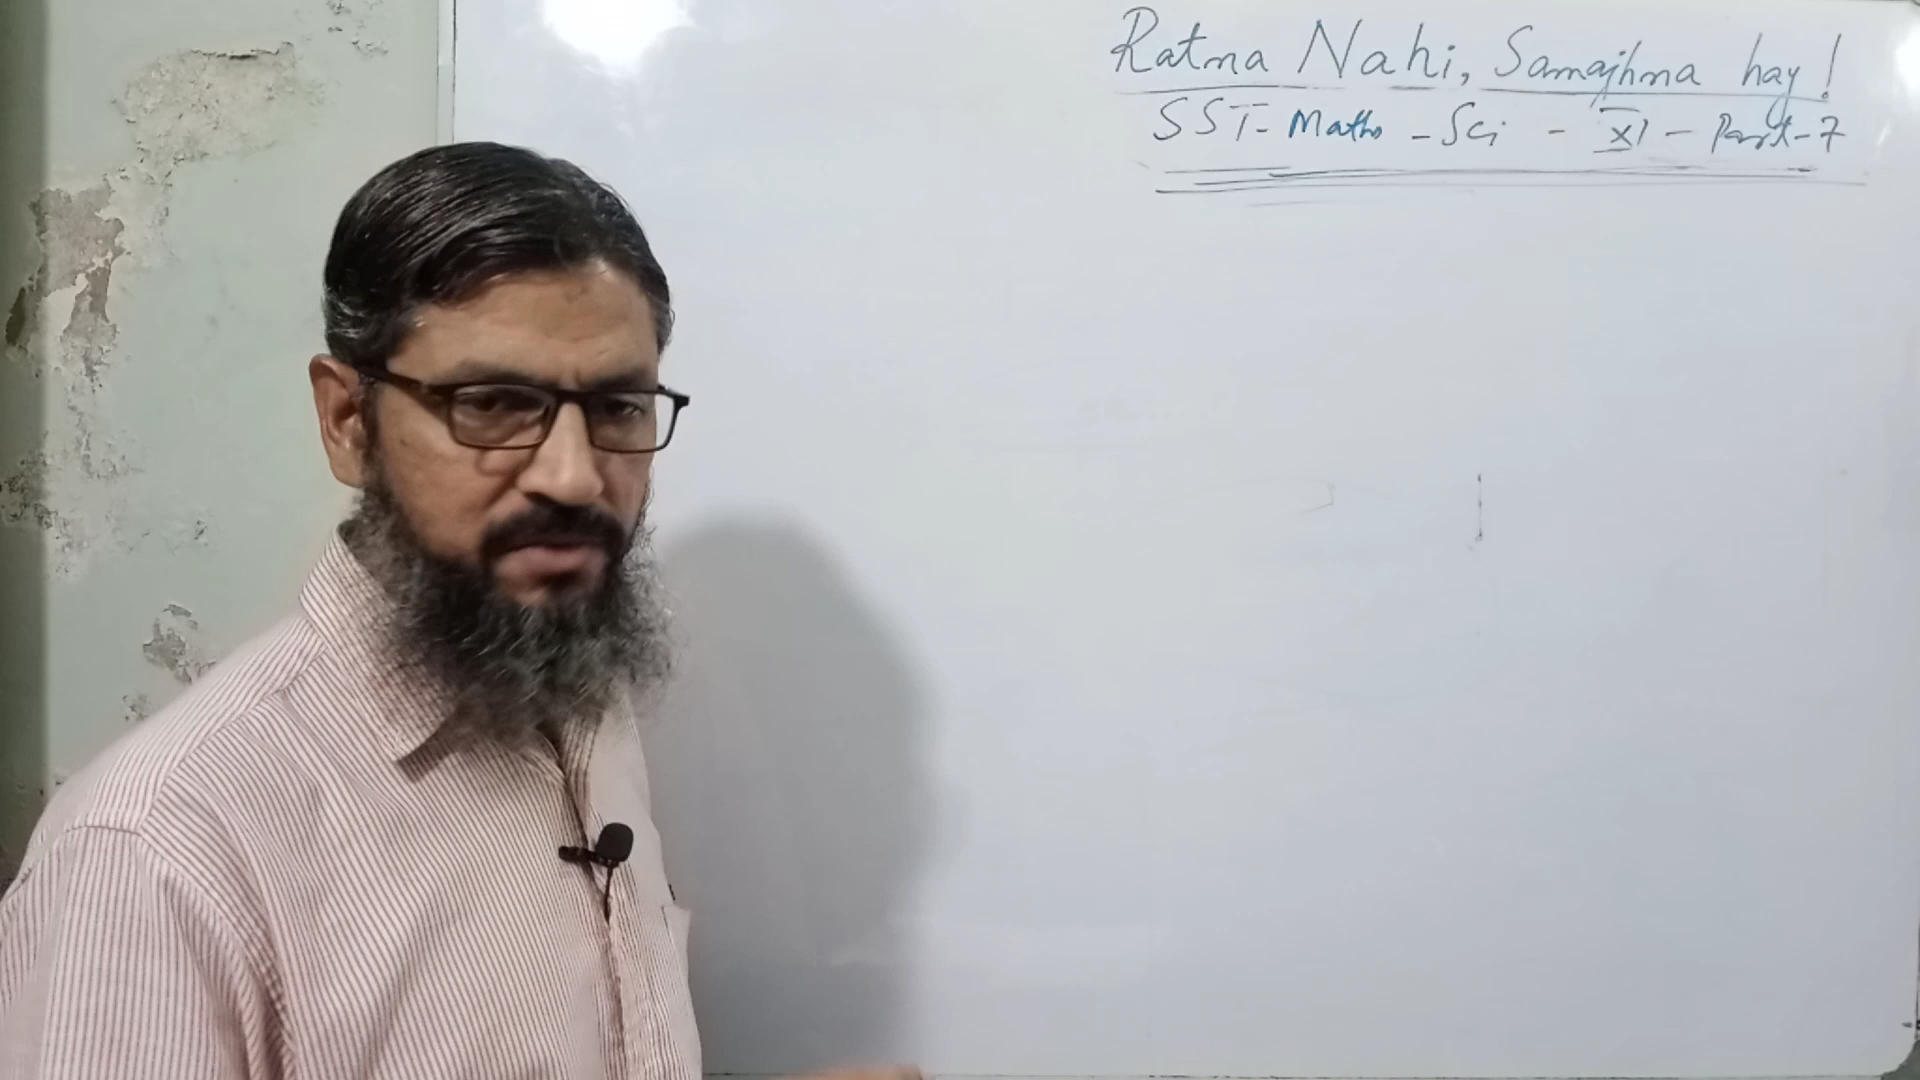 Ratna Nahi, Samajhna hay!
SST - Maths - Sci - XI - Part - 7